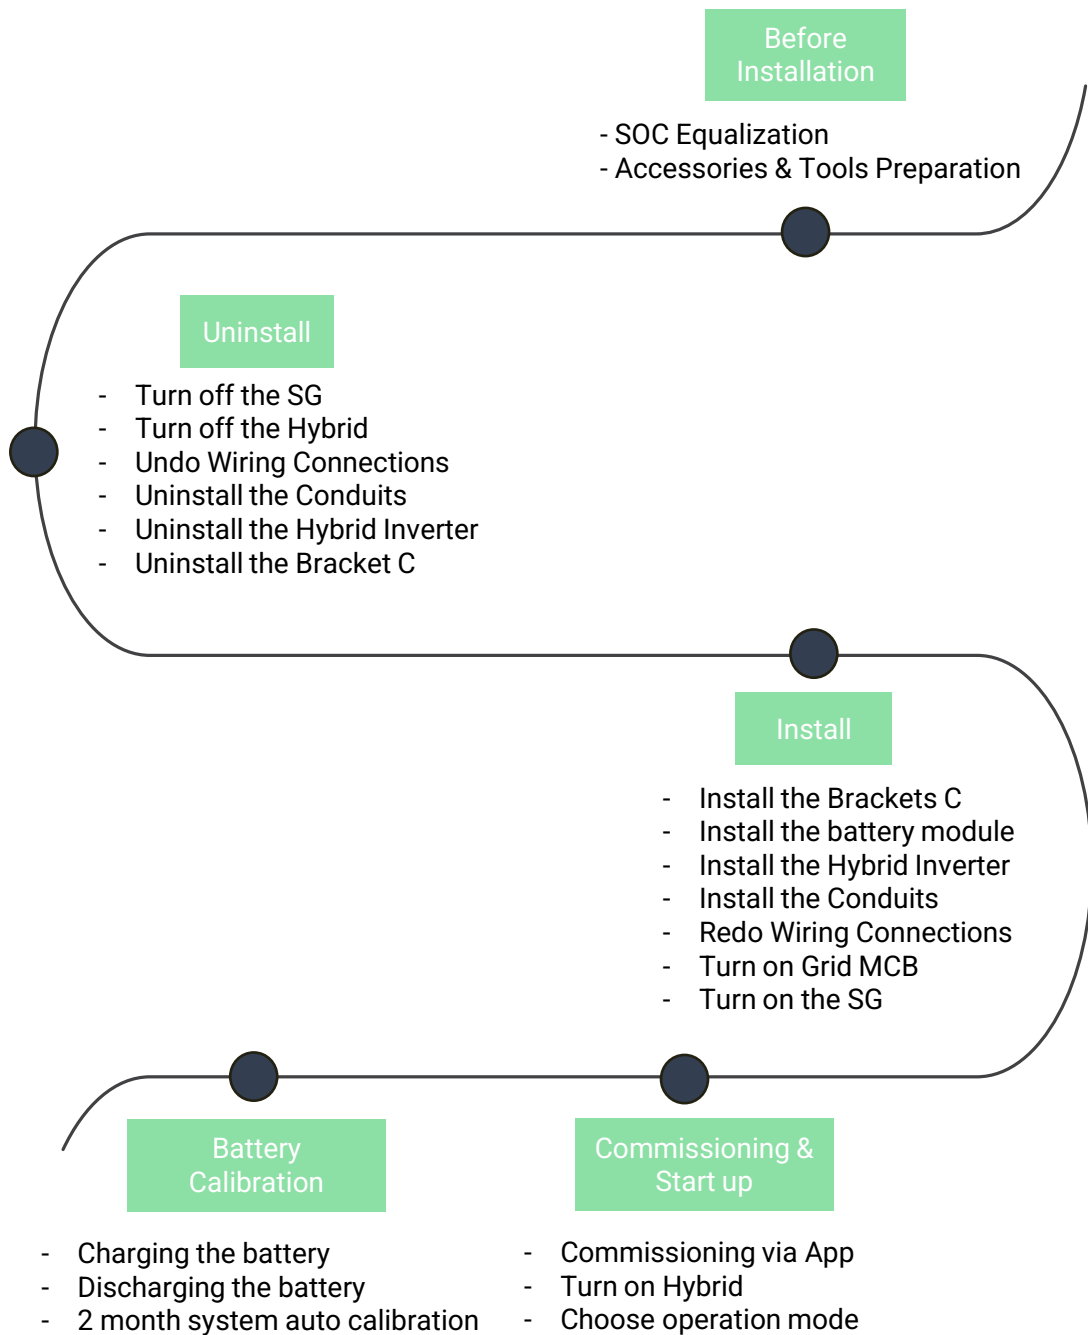 Before
Installation
- SOC Equalization
- Accessories & Tools Preparation
Uninstall
- Turn off the SG
- Turn off the Hybrid
- Undo Wiring Connections
- Uninstall the Conduits
- Uninstall the Hybrid Inverter
- Uninstall the Bracket C
Install
- Install the Brackets C
- Install the battery module
- Install the Hybrid Inverter
- Install the Conduits
- Redo Wiring Connections
- Turn on Grid MCB
- Turn on the SG
Commissioning &
Start up
- Commissioning via App
- Turn on Hybrid
- Choose operation mode
Battery
Calibration
- Charging the battery
- Discharging the battery
- 2 month system auto calibration